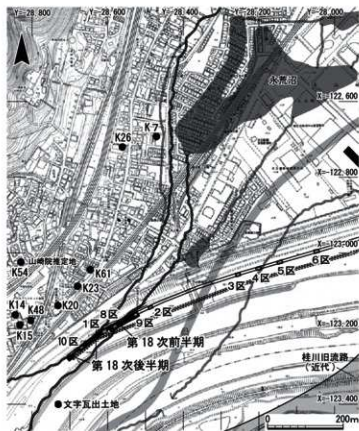 Y=-28,800
Y=-28,600
Y=-28,400
Y=-28,200
Y=-28,000
永荒沼
X=-122,600
K-7
K26
X=-122,800
X=-123,000
K54
山崎院推定地
K61
6区
5区
4区
3区
K23
K14
K48
K20
8区
2区
1区
9区
K15
第18次前半期
X=-123,200
10区
第18次後半期
桂川旧流路
(近代)
文字瓦出土地
X=-123,400
0
200m